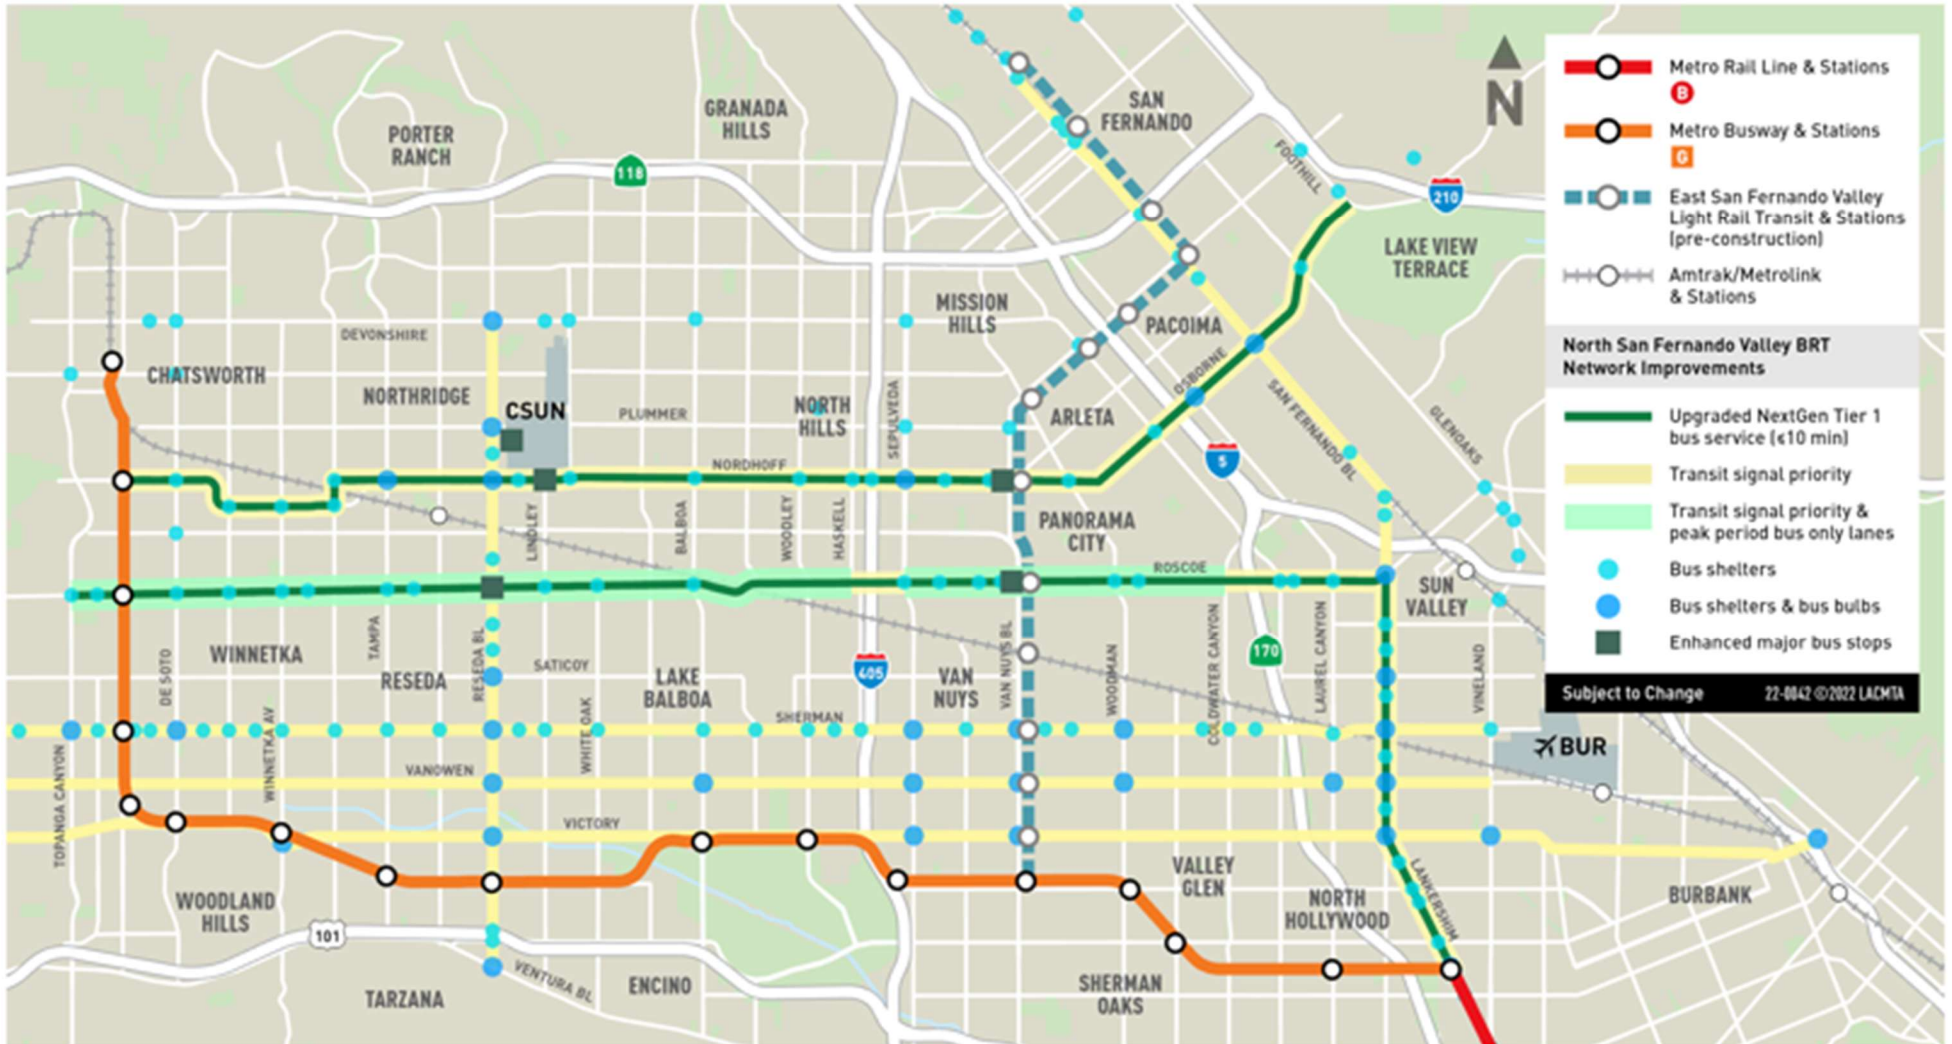 SAN
FERNANDO
GRANADA
HILLS
PORTER
RANCH
118
FOOTHILL
210
LAKE VIEW
TERRACE
N
Metro Rail Line & Stations
B
Metro Busway & Stations
G
East San Fernando Valley
Light Rail Transit & Stations
(pre-construction)
Amtrak/Metrolink
& Stations
North San Fernando Valley BRT
Network Improvements
Upgraded NextGen Tier 1
bus service (≤10 min)
Transit signal priority
Transit signal priority &
peak period bus only lanes
Bus shelters
Bus shelters & bus bulbs
Enhanced major bus stops
Subject to Change
22-0042 ©2022 LACMTA
MISSION
HILLS
PACOIMA
DEVONSHIRE
CHATSWORTH
NORTHRIDGE
CSUN
PLUMMER
NORTH
HILLS
SEPULVEDA
ARLETA
OSBORNE
SAN FERNANDO BL
GLENOAKS
5
NORDHOFF
LINDLEY
BALBOA
WOODLEY
HASKELL
PANORAMA
CITY
ROSCOE
SUN
VALLEY
WINNETKA
TAMPA
RESEDA
RESEDA BL
SATICOY
LAKE
BALBOA
405
VAN
NUYS
VAN NUYS BL
WOODMAN
COLDWATER CANYON
170
LAUREL CANYON
VINELAND
DE SOTO
WHITE OAK
SHERMAN
BUR
TOPANGA CANYON
WINNETKA AV
VANOWEN
VICTORY
VALLEY
GLEN
WOODLAND
HILLS
101
NORTH
HOLLYWOOD
LANKERSHIM
BURBANK
TARZANA
VENTURA BL
ENCINO
SHERMAN
OAKS